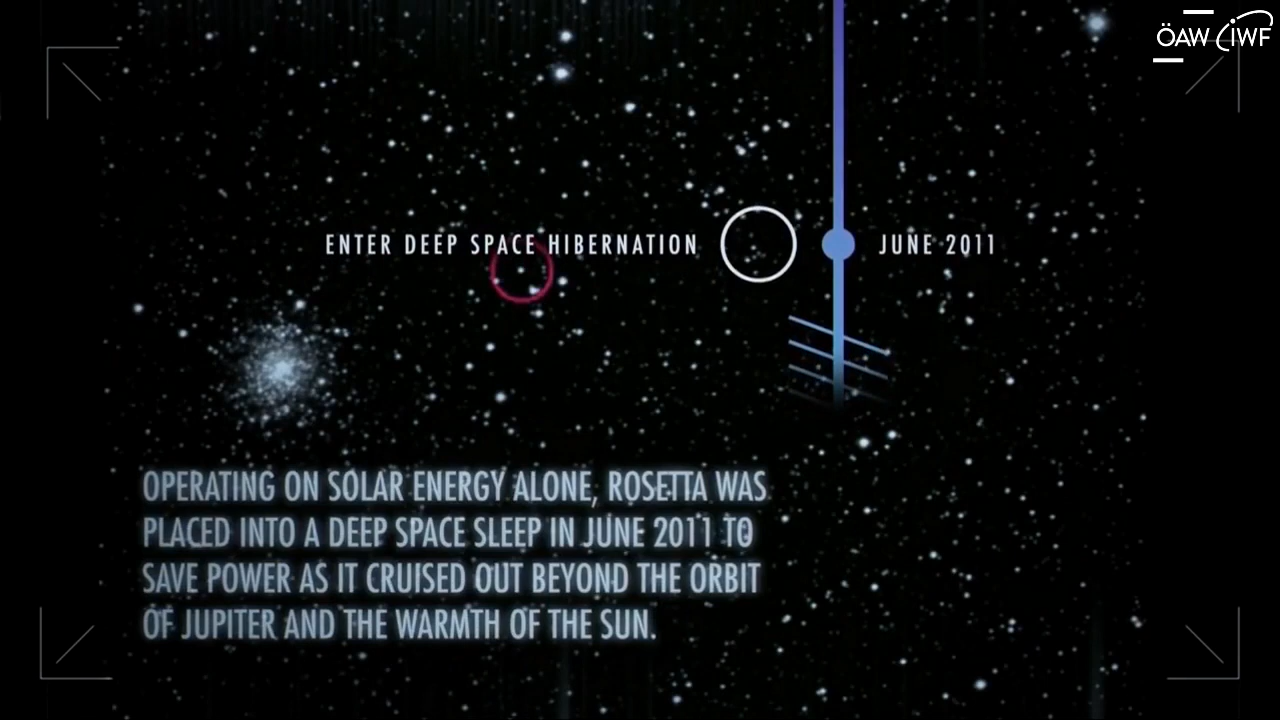 ÖAW IWF
ENTER DEEP SPACE HIBERNATION JUNE 2011
OPERATING ON SOLAR ENERGY ALONE, ROSETTA WAS
PLACED INTO A DEEP SPACE SLEEP IN JUNE 2011 TO
SAVE POWER AS IT CRUISED OUT BEYOND THE ORBIT
OF JUPITER AND THE WARMTH OF THE SUN.